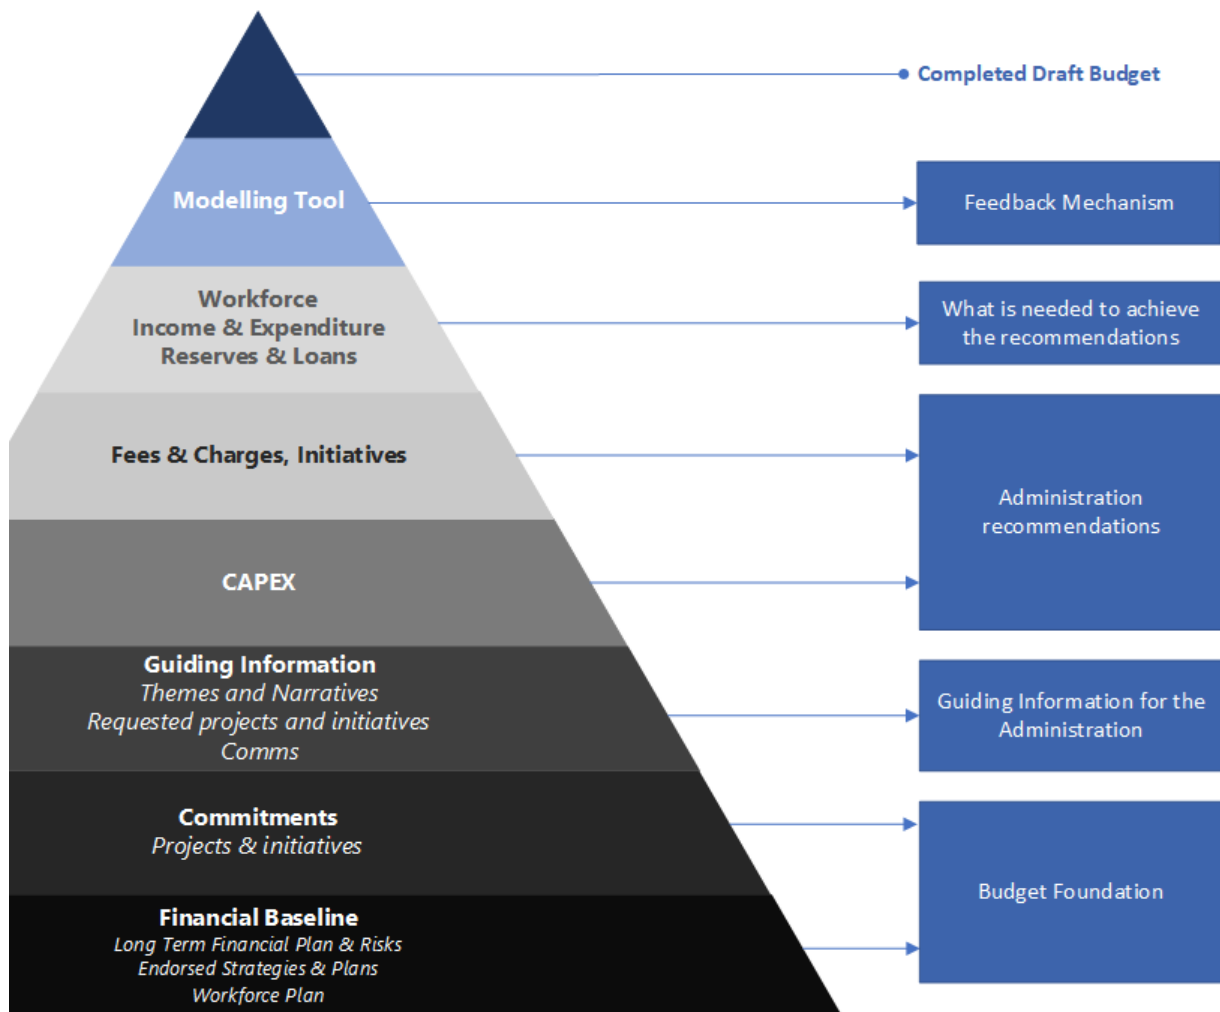 Completed Draft Budget
Modelling Tool
Feedback Mechanism
Workforce
Income & Expenditure
Reserves & Loans
What is needed to achieve
the recommendations
Fees & Charges, Initiatives
CAPEX
Administration
recommendations
Guiding Information
Themes and Narratives
Requested projects and initiatives
Comms
Guiding Information for the
Administration
Commitments
Projects & initiatives
Financial Baseline
Long Term Financial Plan & Risks
Endorsed Strategies & Plans
Workforce Plan
Budget Foundation